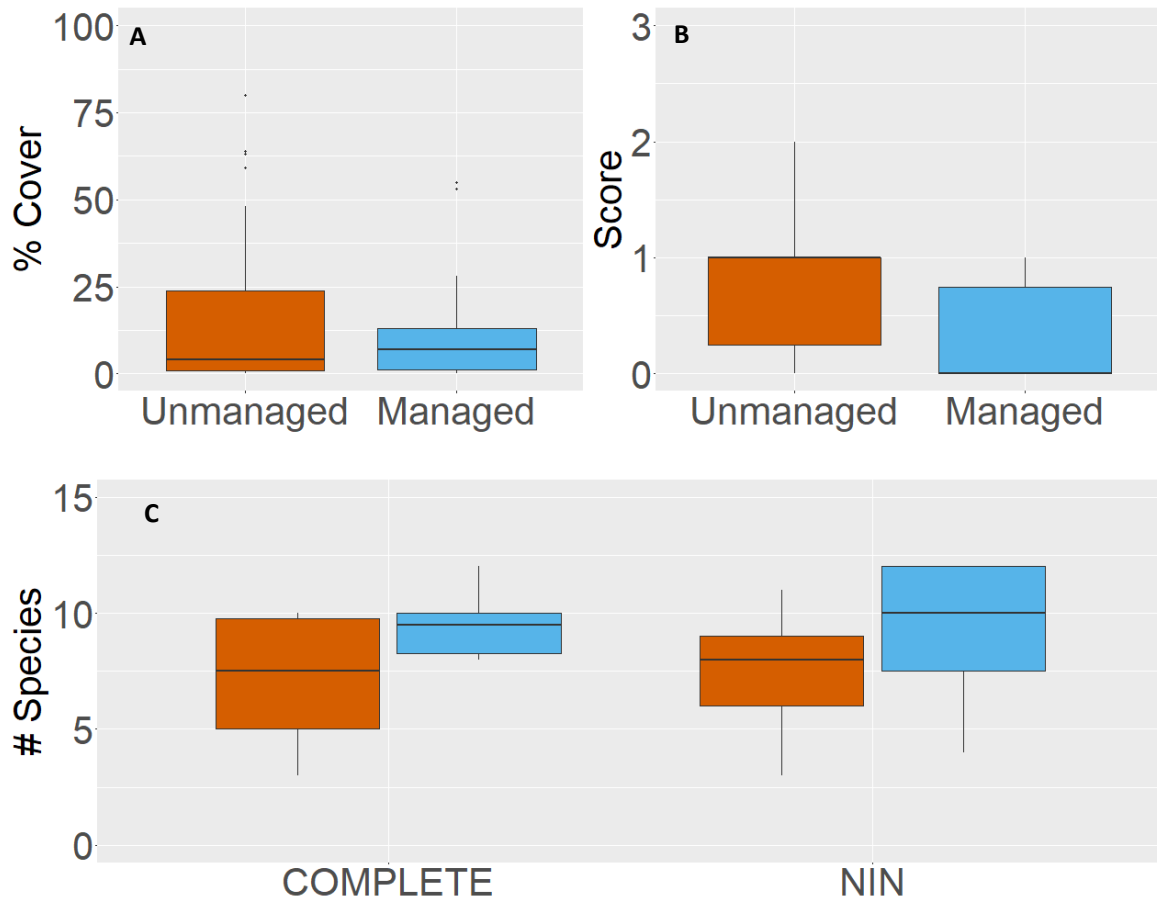 A
% Cover
100
75
50
25
0
Unmanaged Managed
B
Score
3
2
1
0
Unmanaged Managed
C
# Species
15
10
5
0
COMPLETE NIN